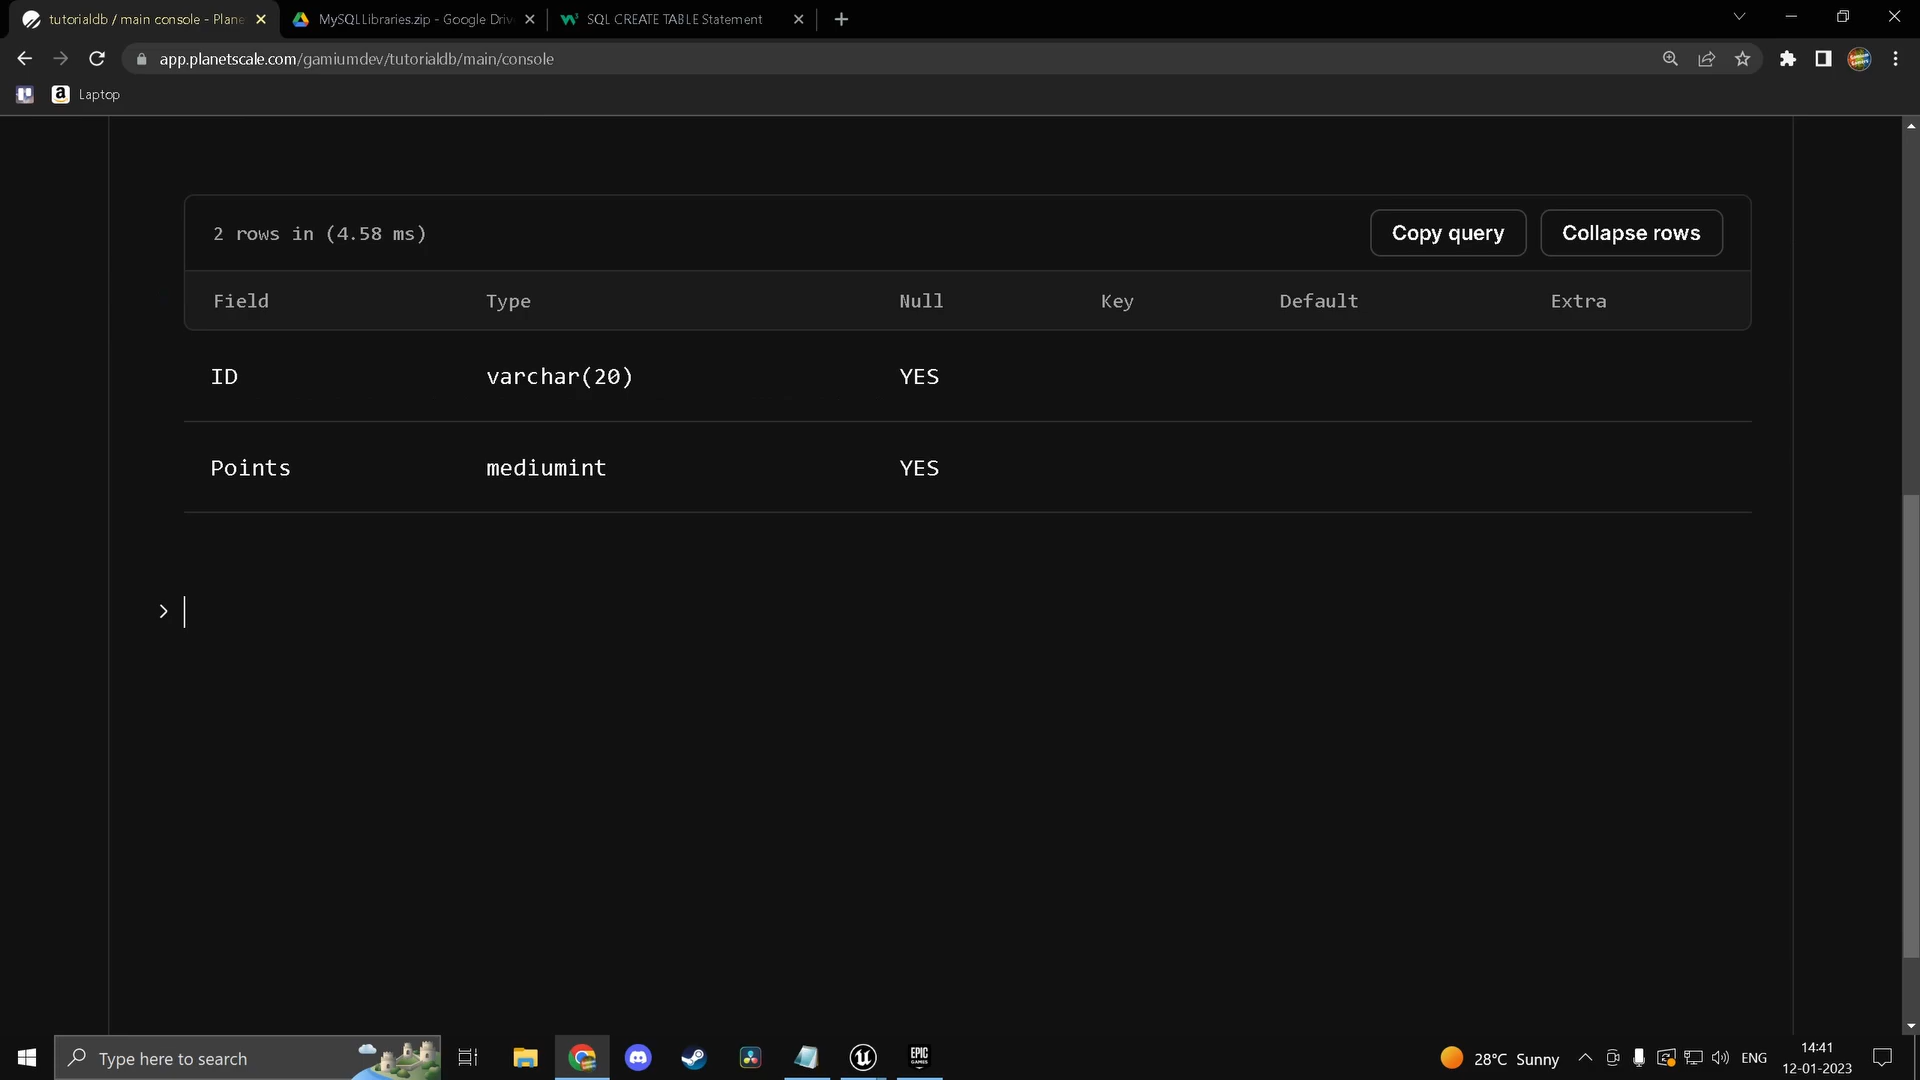 tutorialdb / main console - Plane
MySQLLibraries.zip - Google Driv
SQL CREATE TABLE Statement
app.planetscale.com/gamiumdev/tutorialdb/main/console
Laptop
2 rows in (4.58 ms)
Copy query
Collapse rows
Field Type Null Key Default Extra
ID varchar(20) YES
Points mediumint YES
>
Type here to search
EPIC
GAMES
28°C Sunny
ENG
14:41
12-01-2023